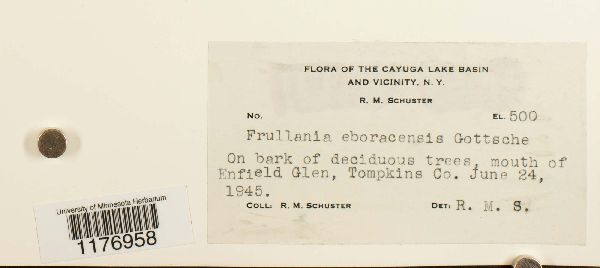 FLORA OF THE CAYUGA LAKE BASIN
AND VICINITY, N. Y.
R. M. SCHUSTER
No. EL. 500
Frullania eboracensis Gottsche
On bark of deciduous trees, mouth of
Enfield Glen, Tompkins Co. June 24,
1945.
COLL: R. M. SCHUSTER DET: R. M. S.
University of Minnesota Herbarium
1176958